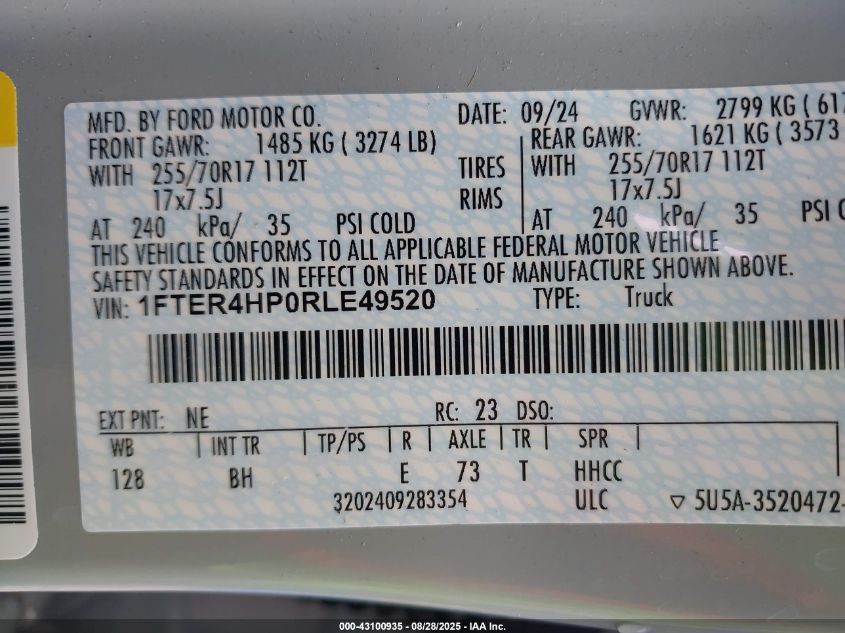 MFD. BY FORD MOTOR CO. DATE: 09/24 GVWR: 2799 KG ( 617
FRONT GAWR: 1485 KG ( 3274 LB) REAR GAWR: 1621 KG ( 3573
WITH 255/70R17 112T TIRES WITH 255/70R17 112T
17x7.5J RIMS 17x7.5J
AT 240 kPa/ 35 PSI COLD AT 240 kPa/ 35 PSI C
THIS VEHICLE CONFORMS TO ALL APPLICABLE FEDERAL MOTOR VEHICLE
SAFETY STANDARDS IN EFFECT ON THE DATE OF MANUFACTURE SHOWN ABOVE.
VIN: 1FTER4HP0RLE49520 TYPE: Truck
EXT PNT: NE RC: 23 DSO:
WB INT TR TP/PS R AXLE TR SPR
128 BH E 73 T HHCC
3202409283354 ULC ▽ 5U5A-3520472-
000-43100935 - 08/28/2025 - IAA Inc.